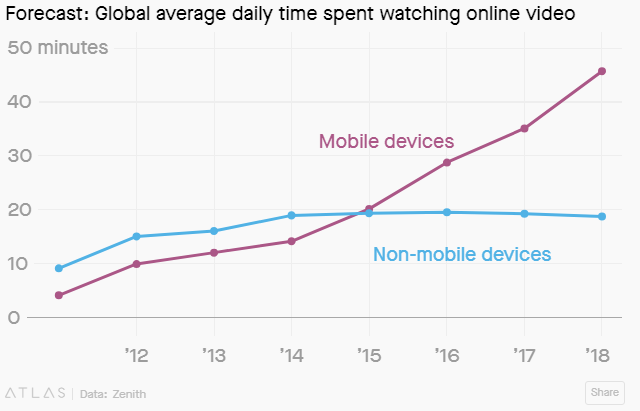 Forecast: Global average daily time spent watching online video
50 minutes
40
Mobile devices
30
20
Non-mobile devices
10
0
’12 ’13 ’14 ’15 ’16 ’17 ’18
ATLAS | Data: Zenith Share